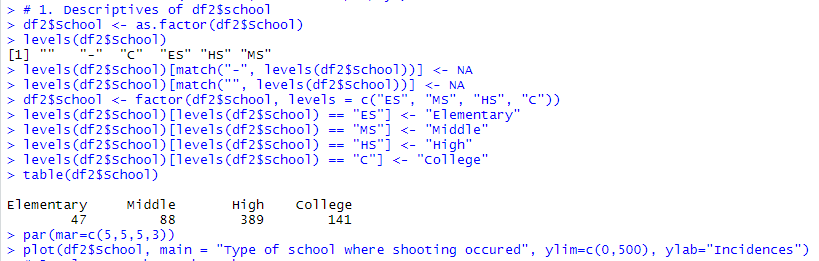 > # 1. Descriptives of df2$school
> df2$School <- as.factor(df2$School)
> levels(df2$School)
[1] "" "-" "C" "ES" "HS" "MS"
> levels(df2$School)[match("-", levels(df2$School))] <- NA
> levels(df2$School)[match("", levels(df2$School))] <- NA
> df2$School <- factor(df2$School, levels = c("ES", "MS", "HS", "C"))
> levels(df2$School)[levels(df2$School) == "ES"] <- "Elementary"
> levels(df2$School)[levels(df2$School) == "MS"] <- "Middle"
> levels(df2$School)[levels(df2$School) == "HS"] <- "High"
> levels(df2$School)[levels(df2$School) == "C"] <- "College"
> table(df2$School)
Elementary Middle High College
47 88 389 141
> par(mar=c(5,5,5,3))
> plot(df2$School, main = "Type of school where shooting occured", ylim=c(0,500), ylab="Incidences")